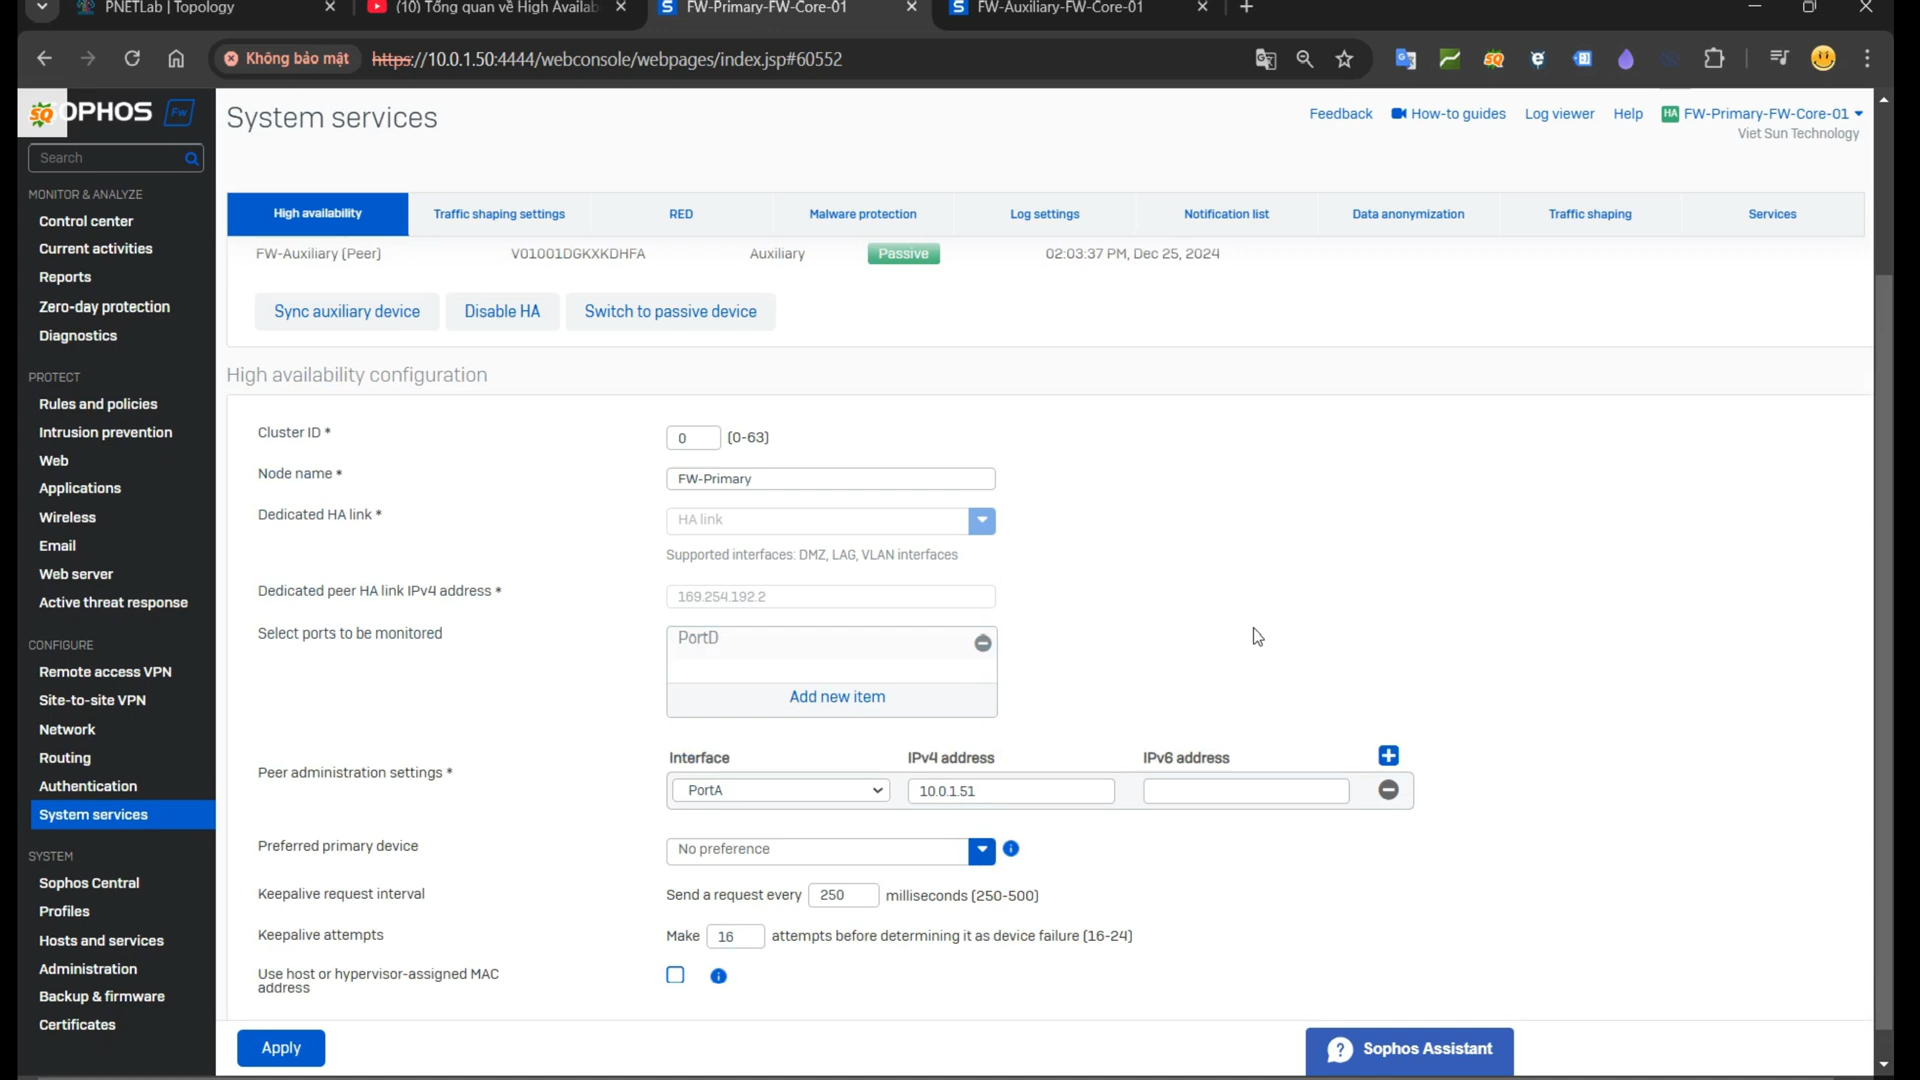 PNETLab | Topology
(10) Tổng quan về High Availab
FW-Primary-FW-Core-01
FW-Auxiliary-FW-Core-01
Không bảo mật
https://10.0.1.50:4444/webconsole/webpages/index.jsp#60552
SOPHOS Fw
Search
MONITOR & ANALYZE
Control center
Current activities
Reports
Zero-day protection
Diagnostics
PROTECT
Rules and policies
Intrusion prevention
Web
Applications
Wireless
Email
Web server
Active threat response
CONFIGURE
Remote access VPN
Site-to-site VPN
Network
Routing
Authentication
System services
SYSTEM
Sophos Central
Profiles
Hosts and services
Administration
Backup & firmware
Certificates
System services
Feedback How-to guides Log viewer Help HA FW-Primary-FW-Core-01
Viet Sun Technology
High availability Traffic shaping settings RED Malware protection Log settings Notification list Data anonymization Traffic shaping Services
FW-Auxiliary (Peer) V01001DGKXKDHFA Auxiliary Passive 02:03:37 PM, Dec 25, 2024
Sync auxiliary device Disable HA Switch to passive device
High availability configuration
Cluster ID * 0 (0-63)
Node name * FW-Primary
Dedicated HA link * HA link
Supported interfaces: DMZ, LAG, VLAN interfaces
Dedicated peer HA link IPv4 address * 169.254.192.2
Select ports to be monitored PortD
Add new item
Interface IPv4 address IPv6 address
Peer administration settings * PortA 10.0.1.51
Preferred primary device No preference
Keepalive request interval Send a request every 250 milliseconds (250-500)
Keepalive attempts Make 16 attempts before determining it as device failure (16-24)
Use host or hypervisor-assigned MAC
address
Apply
Sophos Assistant